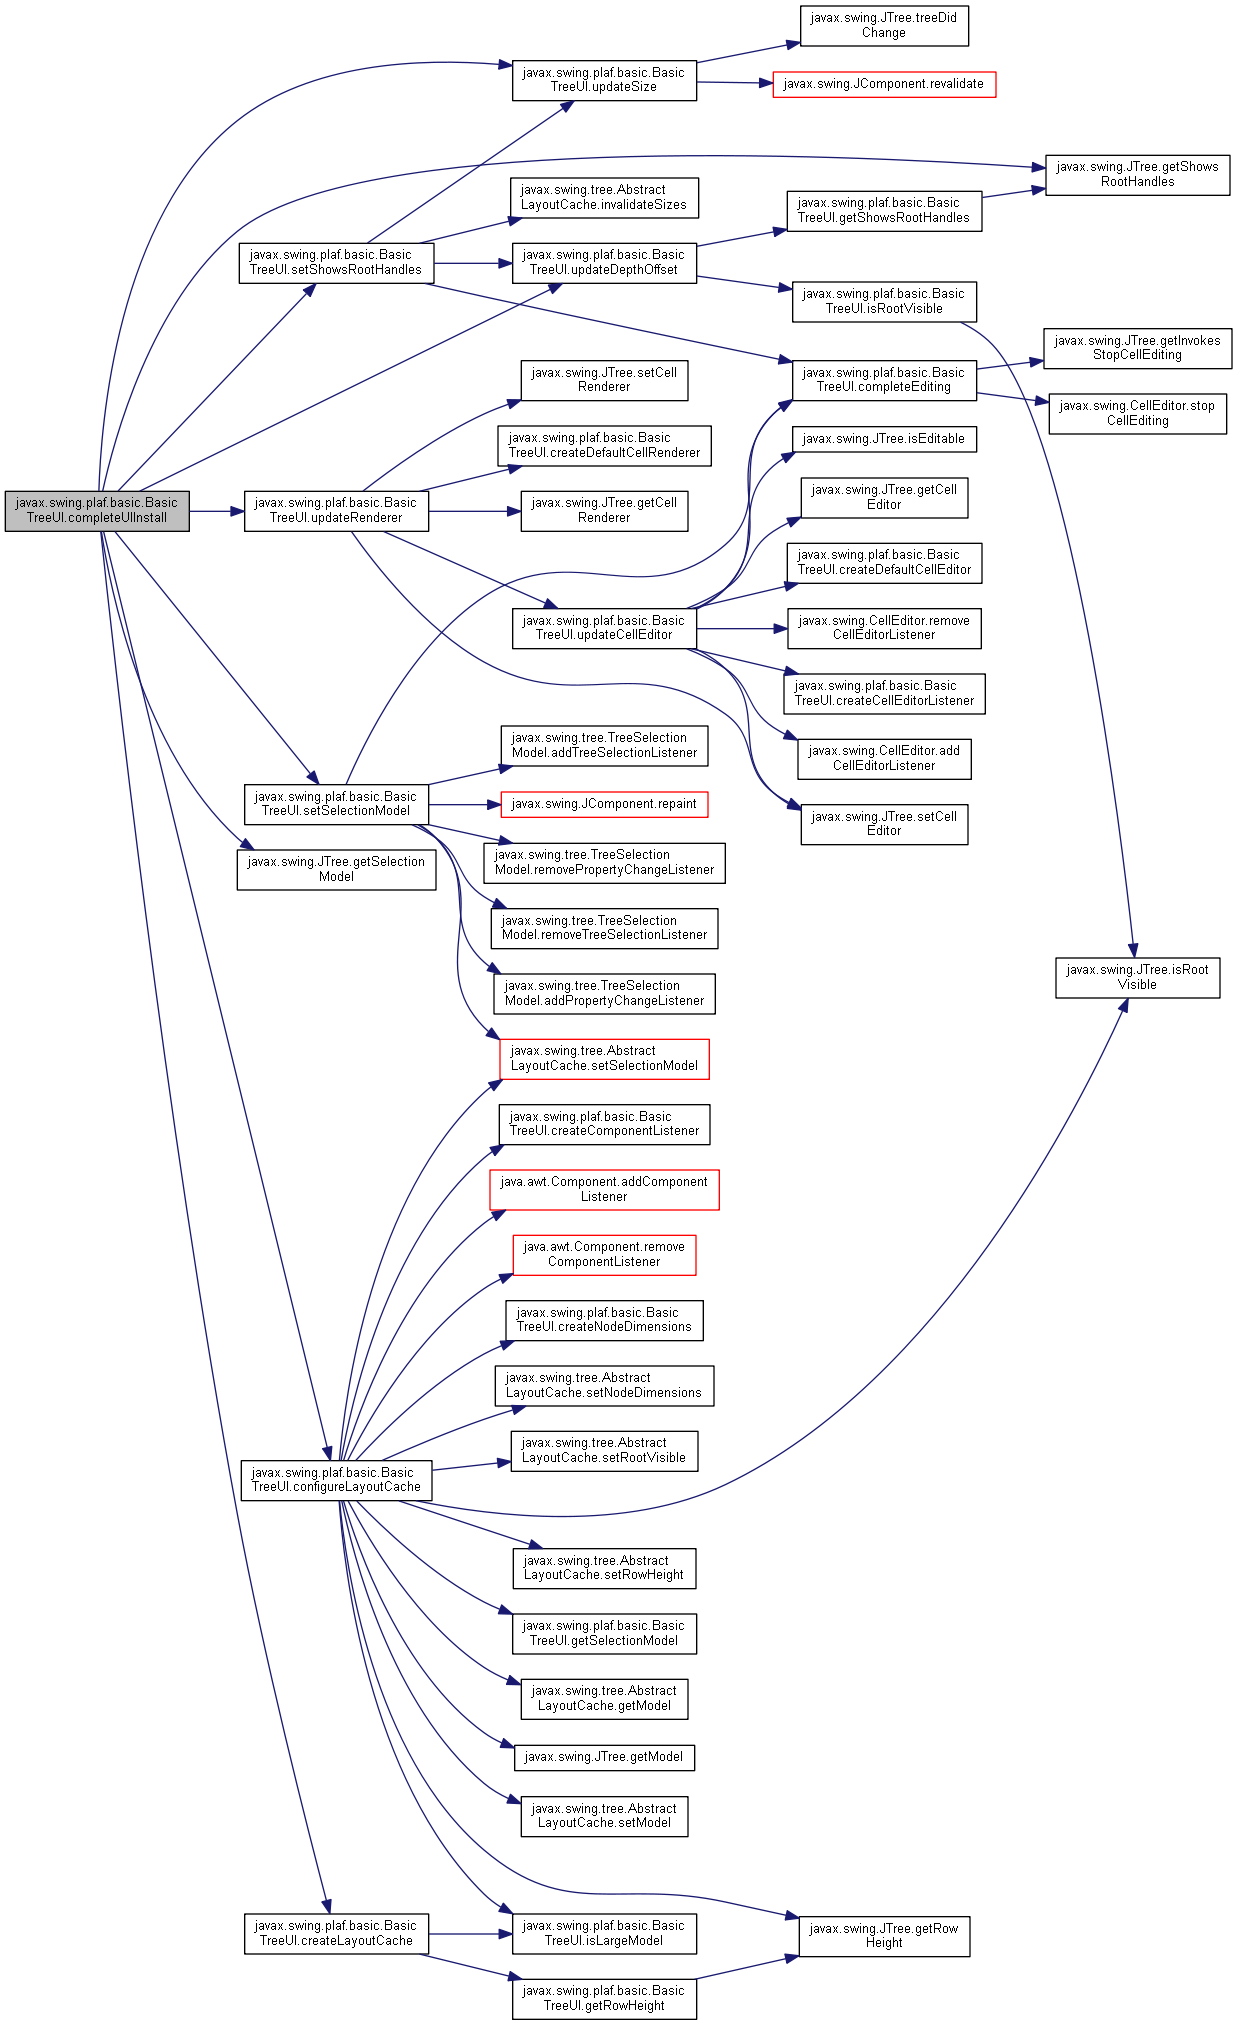 javax.swing.JTree.treeDid
Change
javax.swing.plaf.basic.Basic
TreeUI.updateSize
javax.swing.JComponent.revalidate
javax.swing.JTree.getShows
RootHandles
javax.swing.tree.Abstract
LayoutCache.invalidateSizes
javax.swing.plaf.basic.Basic
TreeUI.getShowsRootHandles
javax.swing.plaf.basic.Basic
TreeUI.setShowsRootHandles
javax.swing.plaf.basic.Basic
TreeUI.updateDepthOffset
javax.swing.plaf.basic.Basic
TreeUI.isRootVisible
javax.swing.JTree.getInvokes
StopCellEditing
javax.swing.JTree.setCell
Renderer
javax.swing.plaf.basic.Basic
TreeUI.completeEditing
javax.swing.CellEditor.stop
CellEditing
javax.swing.plaf.basic.Basic
TreeUI.createDefaultCellRenderer
javax.swing.JTree.isEditable
javax.swing.plaf.basic.Basic
TreeUI.completeUIInstall
javax.swing.plaf.basic.Basic
TreeUI.updateRenderer
javax.swing.JTree.getCell
Renderer
javax.swing.JTree.getCell
Editor
javax.swing.plaf.basic.Basic
TreeUI.createDefaultCellEditor
javax.swing.plaf.basic.Basic
TreeUI.updateCellEditor
javax.swing.CellEditor.remove
CellEditorListener
javax.swing.plaf.basic.Basic
TreeUI.createCellEditorListener
javax.swing.tree.TreeSelection
Model.addTreeSelectionListener
javax.swing.CellEditor.add
CellEditorListener
javax.swing.plaf.basic.Basic
TreeUI.setSelectionModel
javax.swing.JComponent.repaint
javax.swing.JTree.setCell
Editor
javax.swing.JTree.getSelection
Model
javax.swing.tree.TreeSelection
Model.removePropertyChangeListener
javax.swing.tree.TreeSelection
Model.removeTreeSelectionListener
javax.swing.JTree.isRoot
Visible
javax.swing.tree.TreeSelection
Model.addPropertyChangeListener
javax.swing.tree.Abstract
LayoutCache.setSelectionModel
javax.swing.plaf.basic.Basic
TreeUI.createComponentListener
java.awt.Component.addComponent
Listener
java.awt.Component.remove
ComponentListener
javax.swing.plaf.basic.Basic
TreeUI.createNodeDimensions
javax.swing.tree.Abstract
LayoutCache.setNodeDimensions
javax.swing.tree.Abstract
LayoutCache.setRootVisible
javax.swing.plaf.basic.Basic
TreeUI.configureLayoutCache
javax.swing.tree.Abstract
LayoutCache.setRowHeight
javax.swing.plaf.basic.Basic
TreeUI.getSelectionModel
javax.swing.tree.Abstract
LayoutCache.getModel
javax.swing.JTree.getModel
javax.swing.tree.Abstract
LayoutCache.setModel
javax.swing.plaf.basic.Basic
TreeUI.createLayoutCache
javax.swing.plaf.basic.Basic
TreeUI.isLargeModel
javax.swing.JTree.getRow
Height
javax.swing.plaf.basic.Basic
TreeUI.getRowHeight